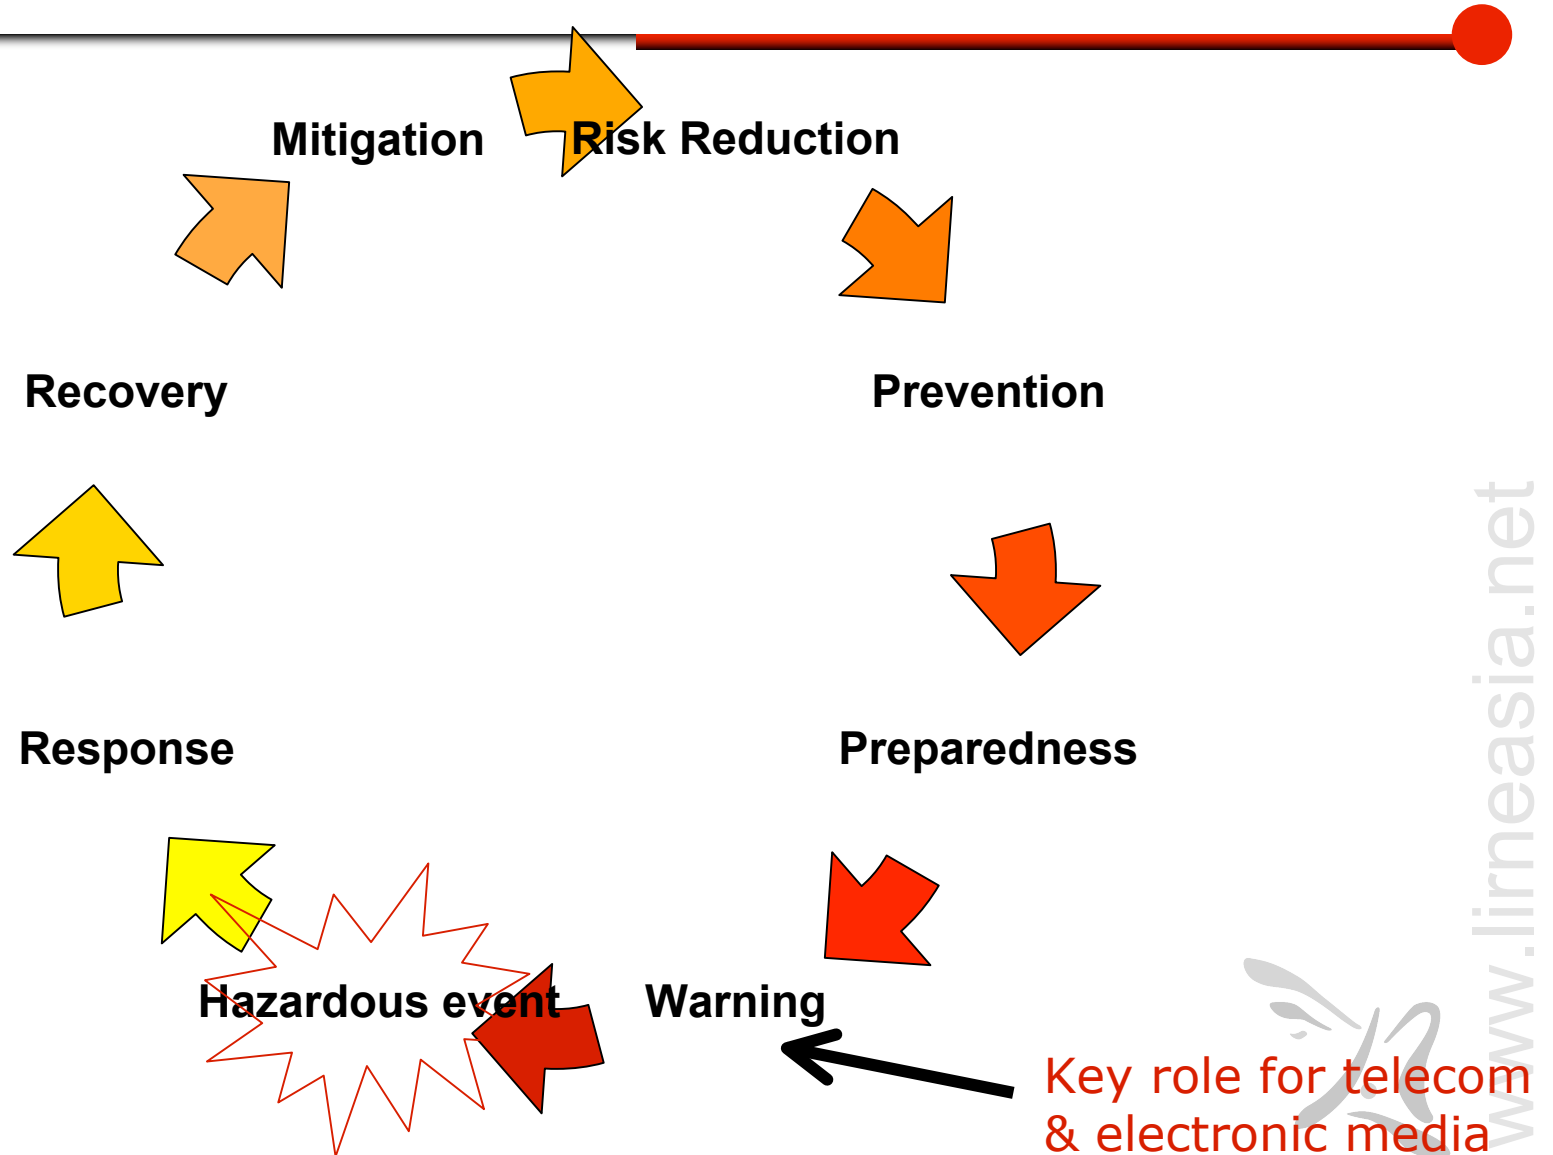 Mitigation
Risk Reduction
Recovery
Prevention
Response
Preparedness
Hazardous event
Warning
Key role for telecom
& electronic media
www.lirneasia.net